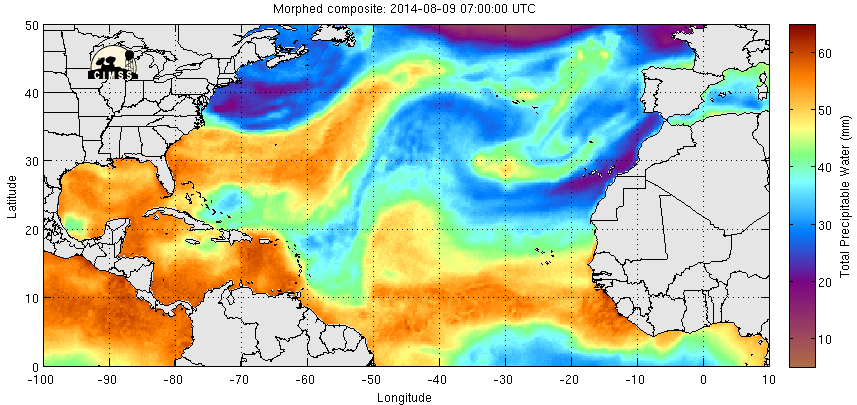 Morphed composite: 2014-08-09 07:00:00 UTC
CIMSS
50
40
30
20
10
0
Latitude
-100 -90 -80 -70 -60 -50 -40 -30 -20 -10 0 10
Longitude
60
50
40
30
20
10
Total Precipitable Water (mm)